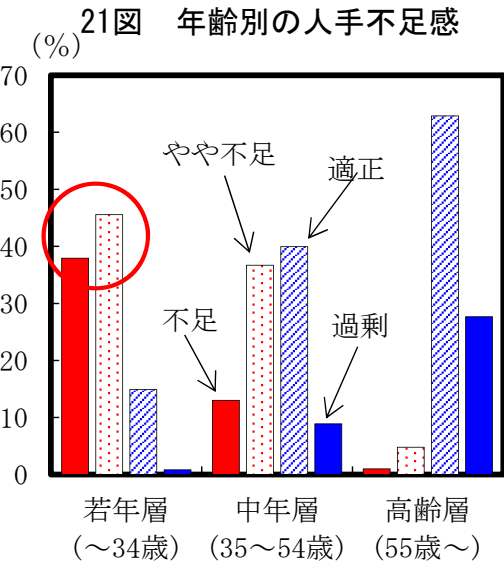 21図　年齢別の人手不足感
(%)
70
60
50
40
30
20
10
0
やや不足
適正
不足
過剰
若年層
(～34歳)
中年層
(35～54歳)
高齢層
(55歳～)